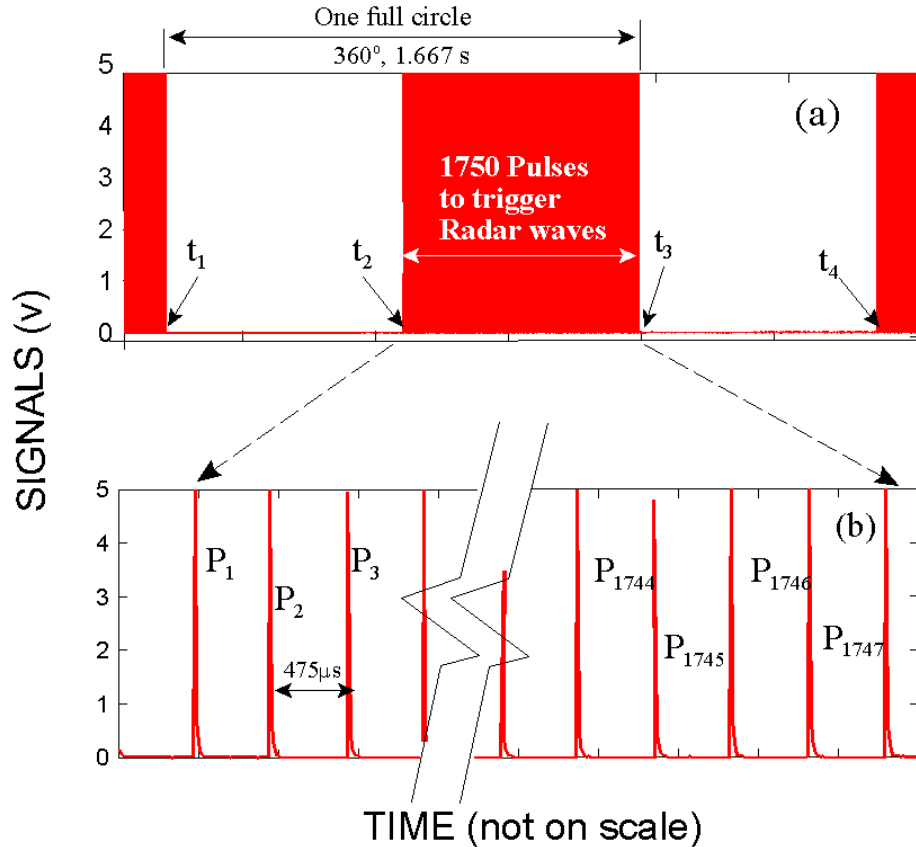 One full circle
360°, 1.667 s
SIGNALS (v)
5
4
3
2
1
0
(a)
1750 Pulses
to trigger
Radar waves
t1
t2
t3
t4
5
4
3
2
1
0
(b)
P1
P2
P3
P1744
P1745
P1746
P1747
475μs
TIME (not on scale)